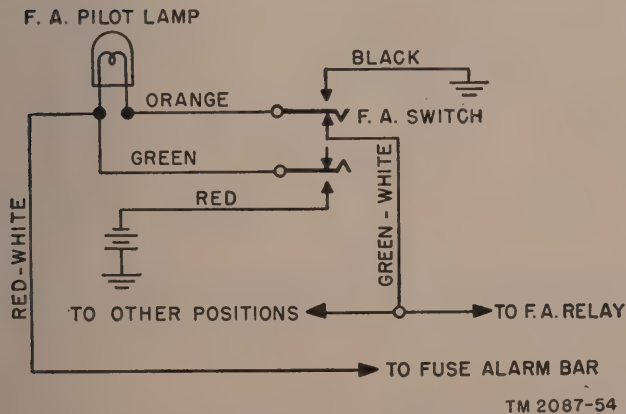 F. A. PILOT LAMP
BLACK
ORANGE
F. A. SWITCH
GREEN
RED
RED-WHITE
GREEN - WHITE
TO OTHER POSITIONS
TO F. A. RELAY
TO FUSE ALARM BAR
TM 2087-54